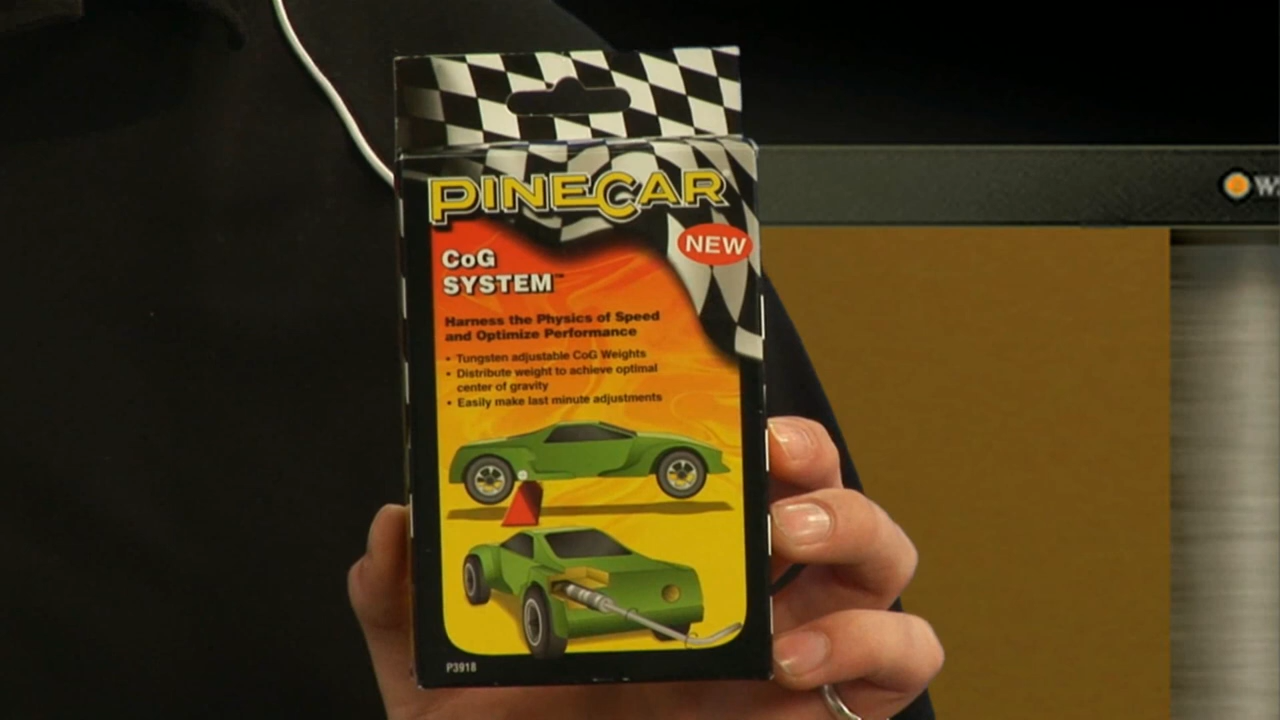 PINECAR
NEW
CoG
SYSTEM™
Harness the Physics of Speed
and Optimize Performance
• Tungsten adjustable CoG Weights
• Distribute weight to achieve optimal
center of gravity
• Easily make last minute adjustments
P3918